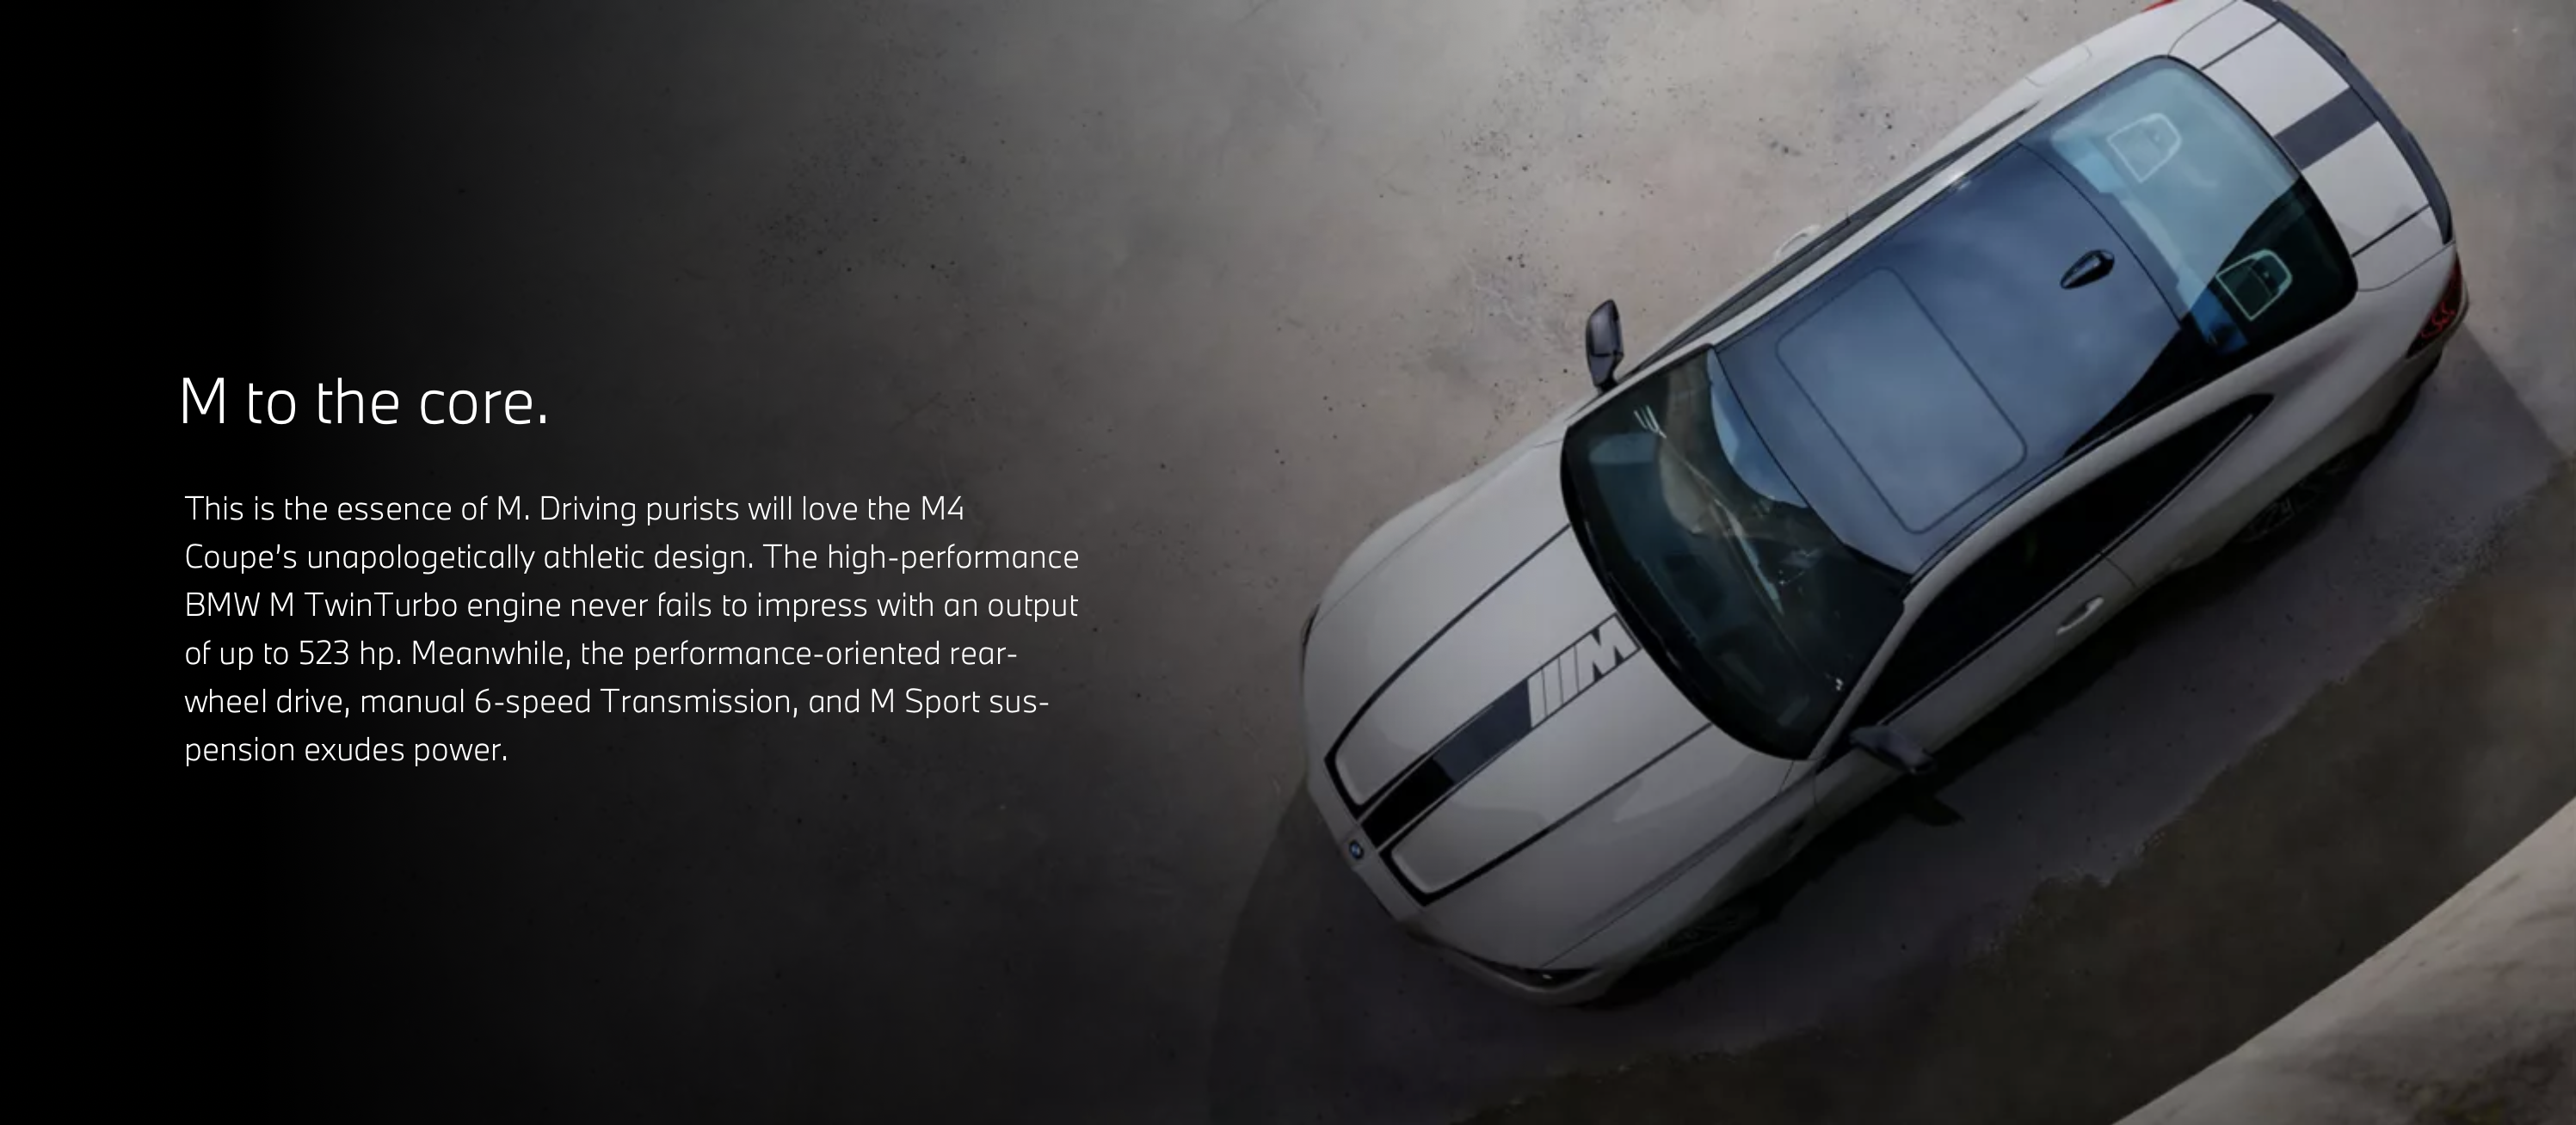 M to the core.
This is the essence of M. Driving purists will love the M4
Coupe's unapologetically athletic design. The high-performance
BMW M TwinTurbo engine never fails to impress with an output
of up to 523 hp. Meanwhile, the performance-oriented rear-
wheel drive, manual 6-speed Transmission, and M Sport sus-
pension exudes power.
M